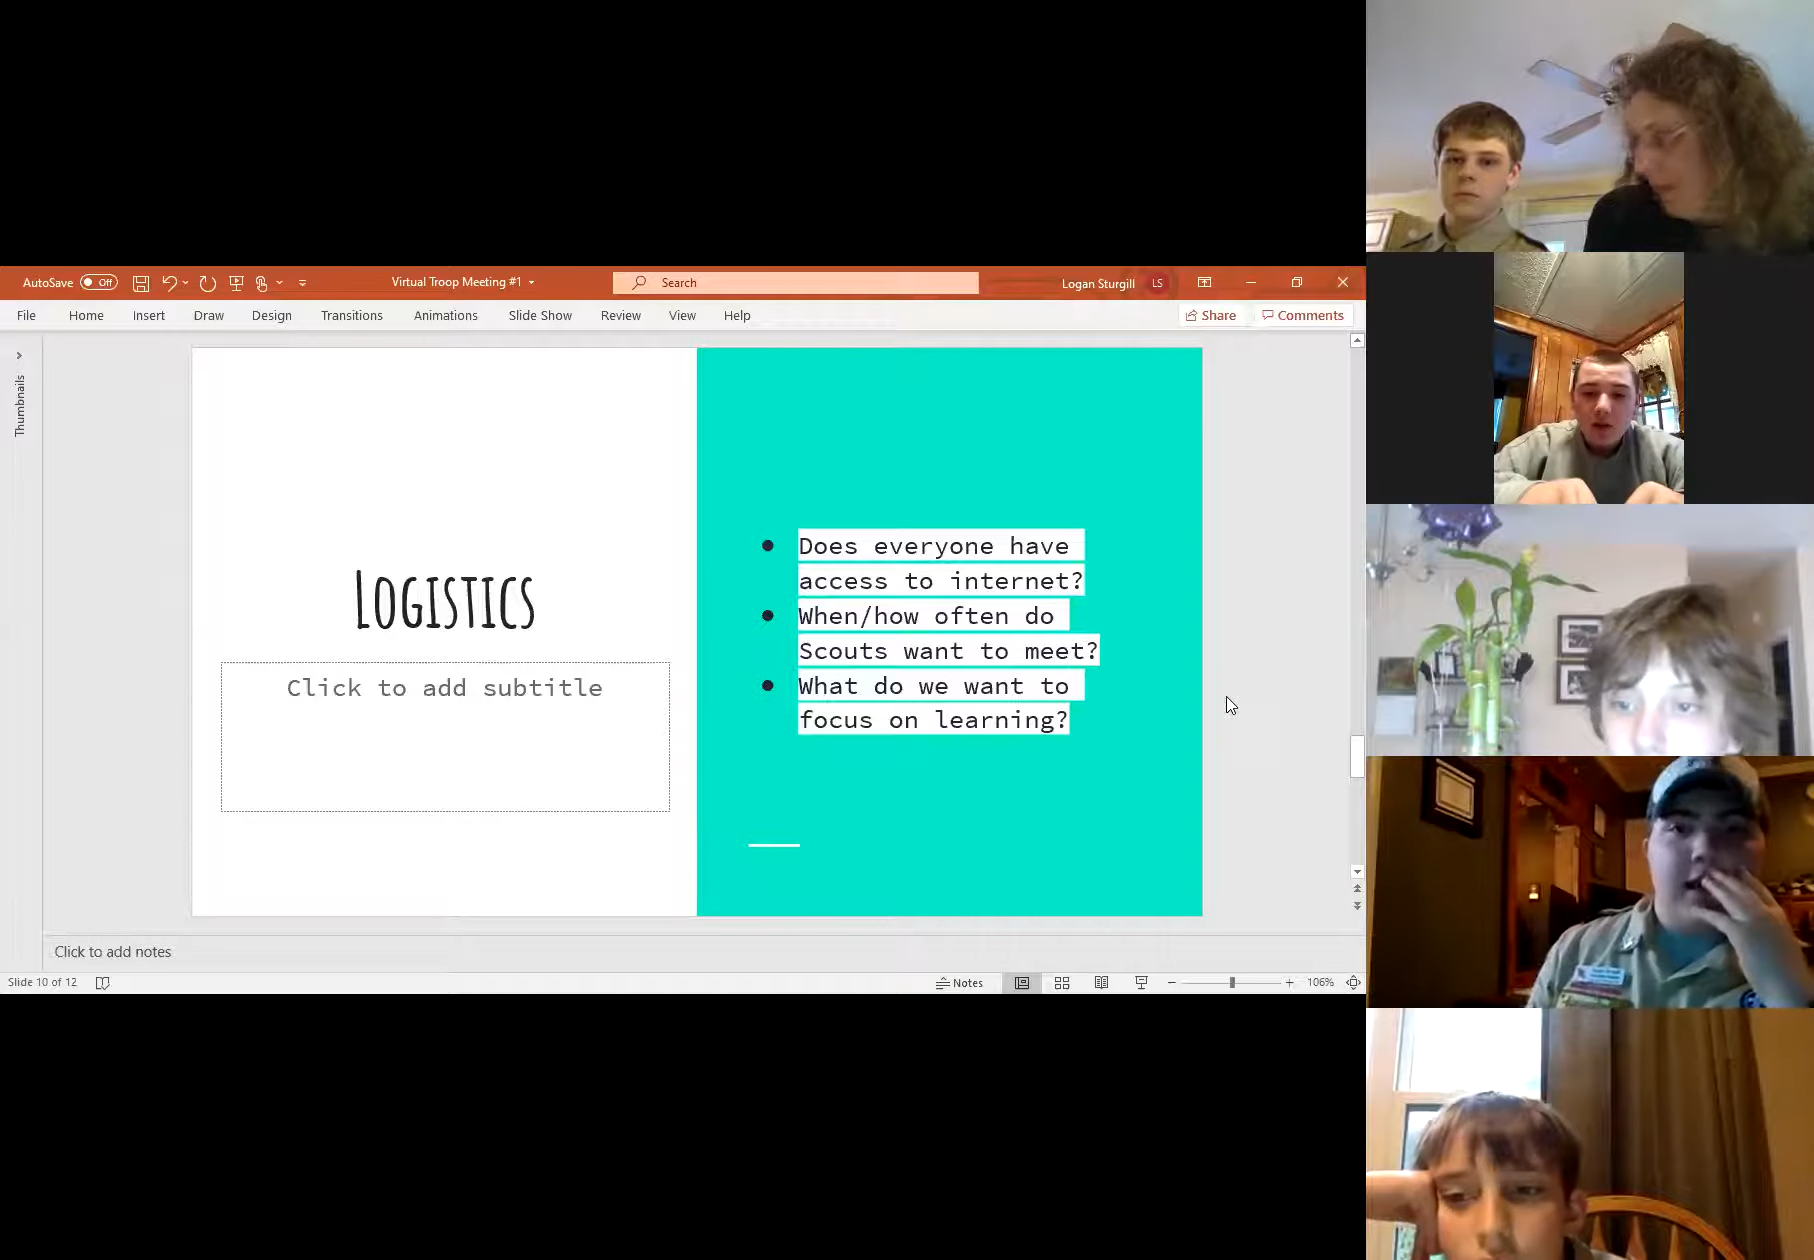 AutoSave Off
Virtual Troop Meeting #1
Search
Logan Sturgill LS
File Home Insert Draw Design Transitions Animations Slide Show Review View Help
Share Comments
Thumbnails
Logistics
Click to add subtitle
Does everyone have
access to internet?
When/how often do
Scouts want to meet?
What do we want to
focus on learning?
Click to add notes
Slide 10 of 12
Notes
106%